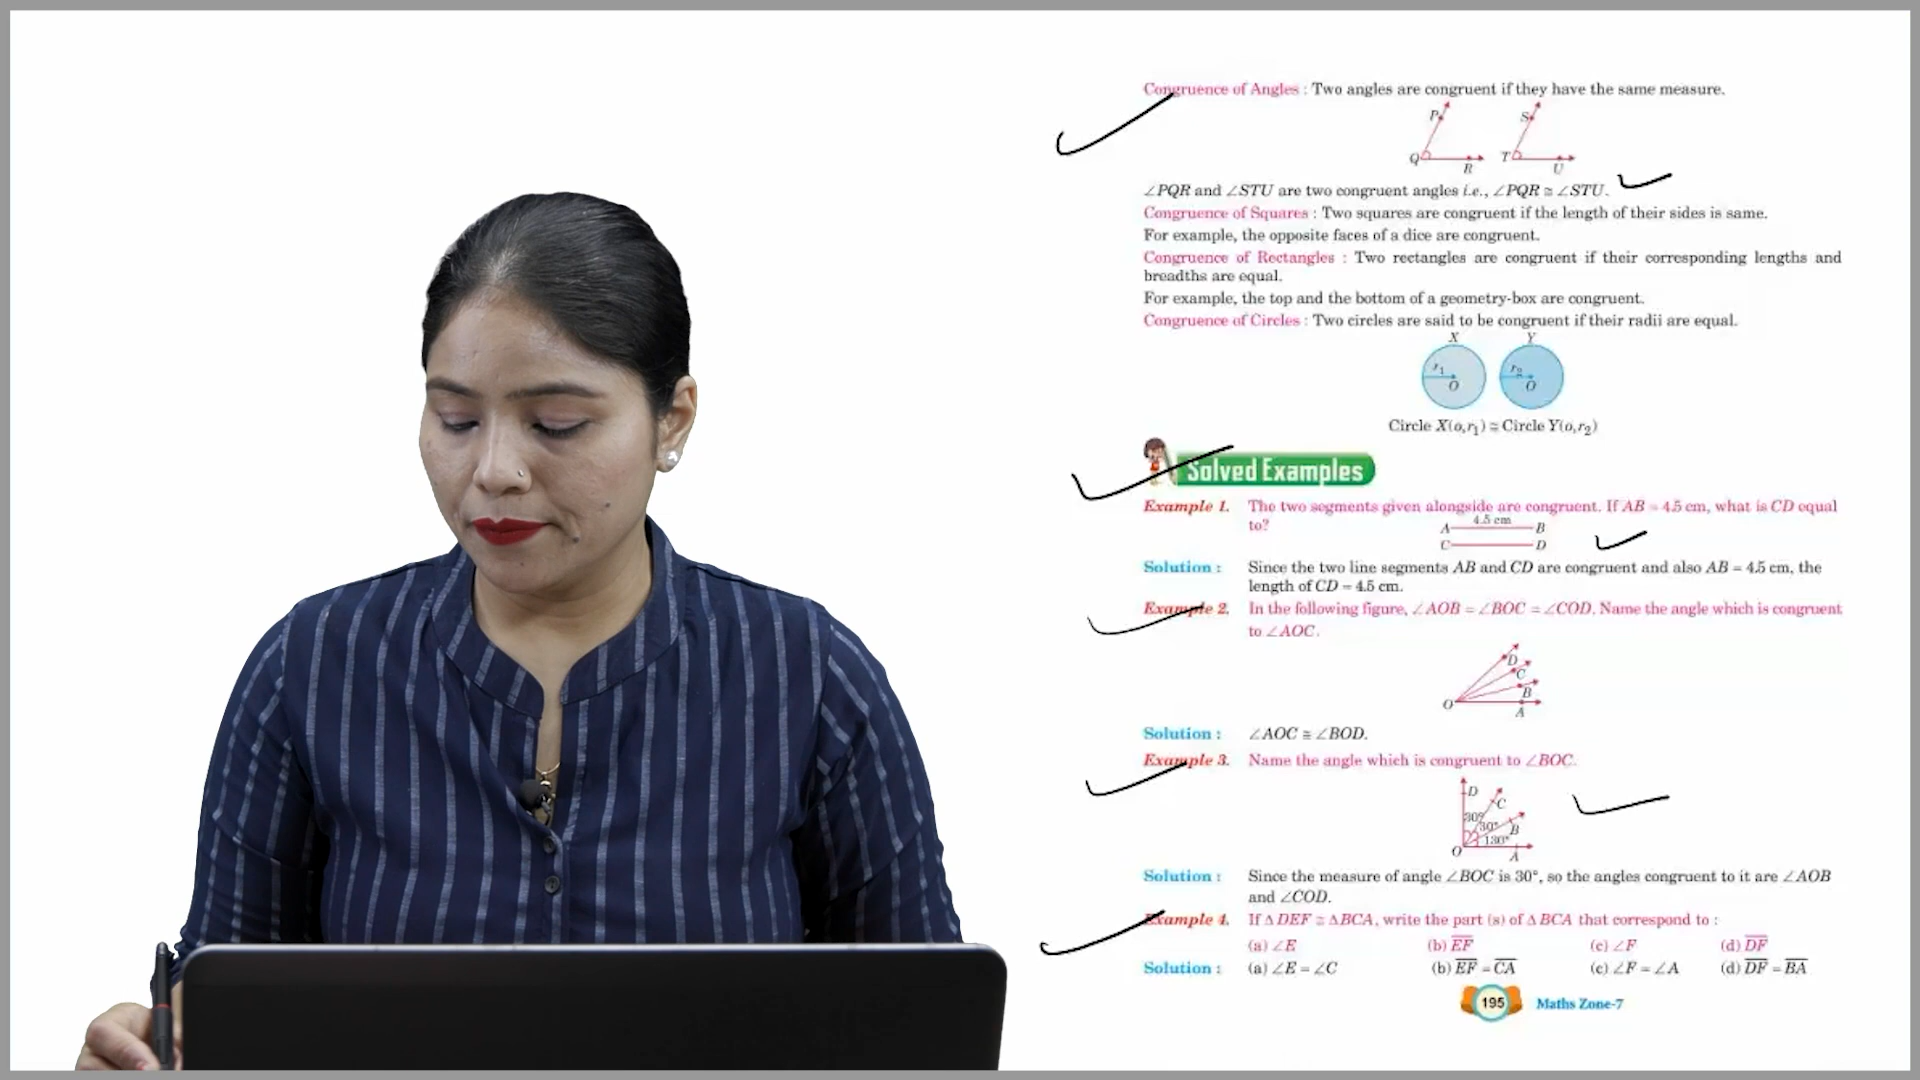 Congruence of Angles : Two angles are congruent if they have the same measure.
P S
Q R T U
∠PQR and ∠STU are two congruent angles i.e., ∠PQR ≅ ∠STU.
Congruence of Squares : Two squares are congruent if the length of their sides is same.
For example, the opposite faces of a dice are congruent.
Congruence of Rectangles : Two rectangles are congruent if their corresponding lengths and
breadths are equal.
For example, the top and the bottom of a geometry-box are congruent.
Congruence of Circles : Two circles are said to be congruent if their radii are equal.
X Y
r₁ r₂
O O
Circle X(o,r₁) ≅ Circle Y(o,r₂)
Solved Examples
Example 1. The two segments given alongside are congruent. If AB = 4.5 cm, what is CD equal
to?
A 4.5 cm B
C D
Solution : Since the two line segments AB and CD are congruent and also AB = 4.5 cm, the
length of CD = 4.5 cm.
Example 2. In the following figure, ∠AOB = ∠BOC = ∠COD. Name the angle which is congruent
to ∠AOC.
D
C
B
O A
Solution : ∠AOC ≅ ∠BOD.
Example 3. Name the angle which is congruent to ∠BOC.
D
C
30°
30° B
130°
O A
Solution : Since the measure of angle ∠BOC is 30°, so the angles congruent to it are ∠AOB
and ∠COD.
Example 4. If Δ DEF ≅ Δ BCA, write the part (s) of Δ BCA that correspond to :
(a) ∠E (b) E̅F̅ (c) ∠F (d) D̅F̅
Solution : (a) ∠E = ∠C (b) E̅F̅ = C̅A̅ (c) ∠F = ∠A (d) D̅F̅ = B̅A̅
195 Maths Zone-7